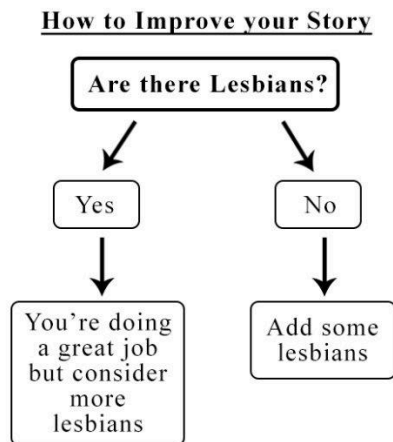 How to Improve your Story
Are there Lesbians?
Yes
No
You’re doing
a great job
but consider
more
lesbians
Add some
lesbians